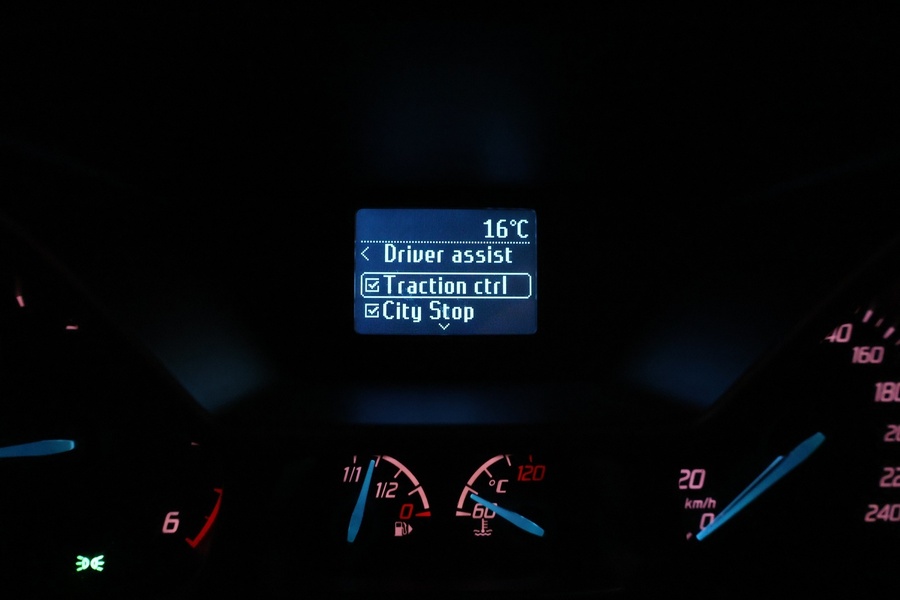 16°C
< Driver assist
Traction ctrl
City Stop
160
180
240
1/1
1/2
0
120
°C
60
20
km/h
0
6